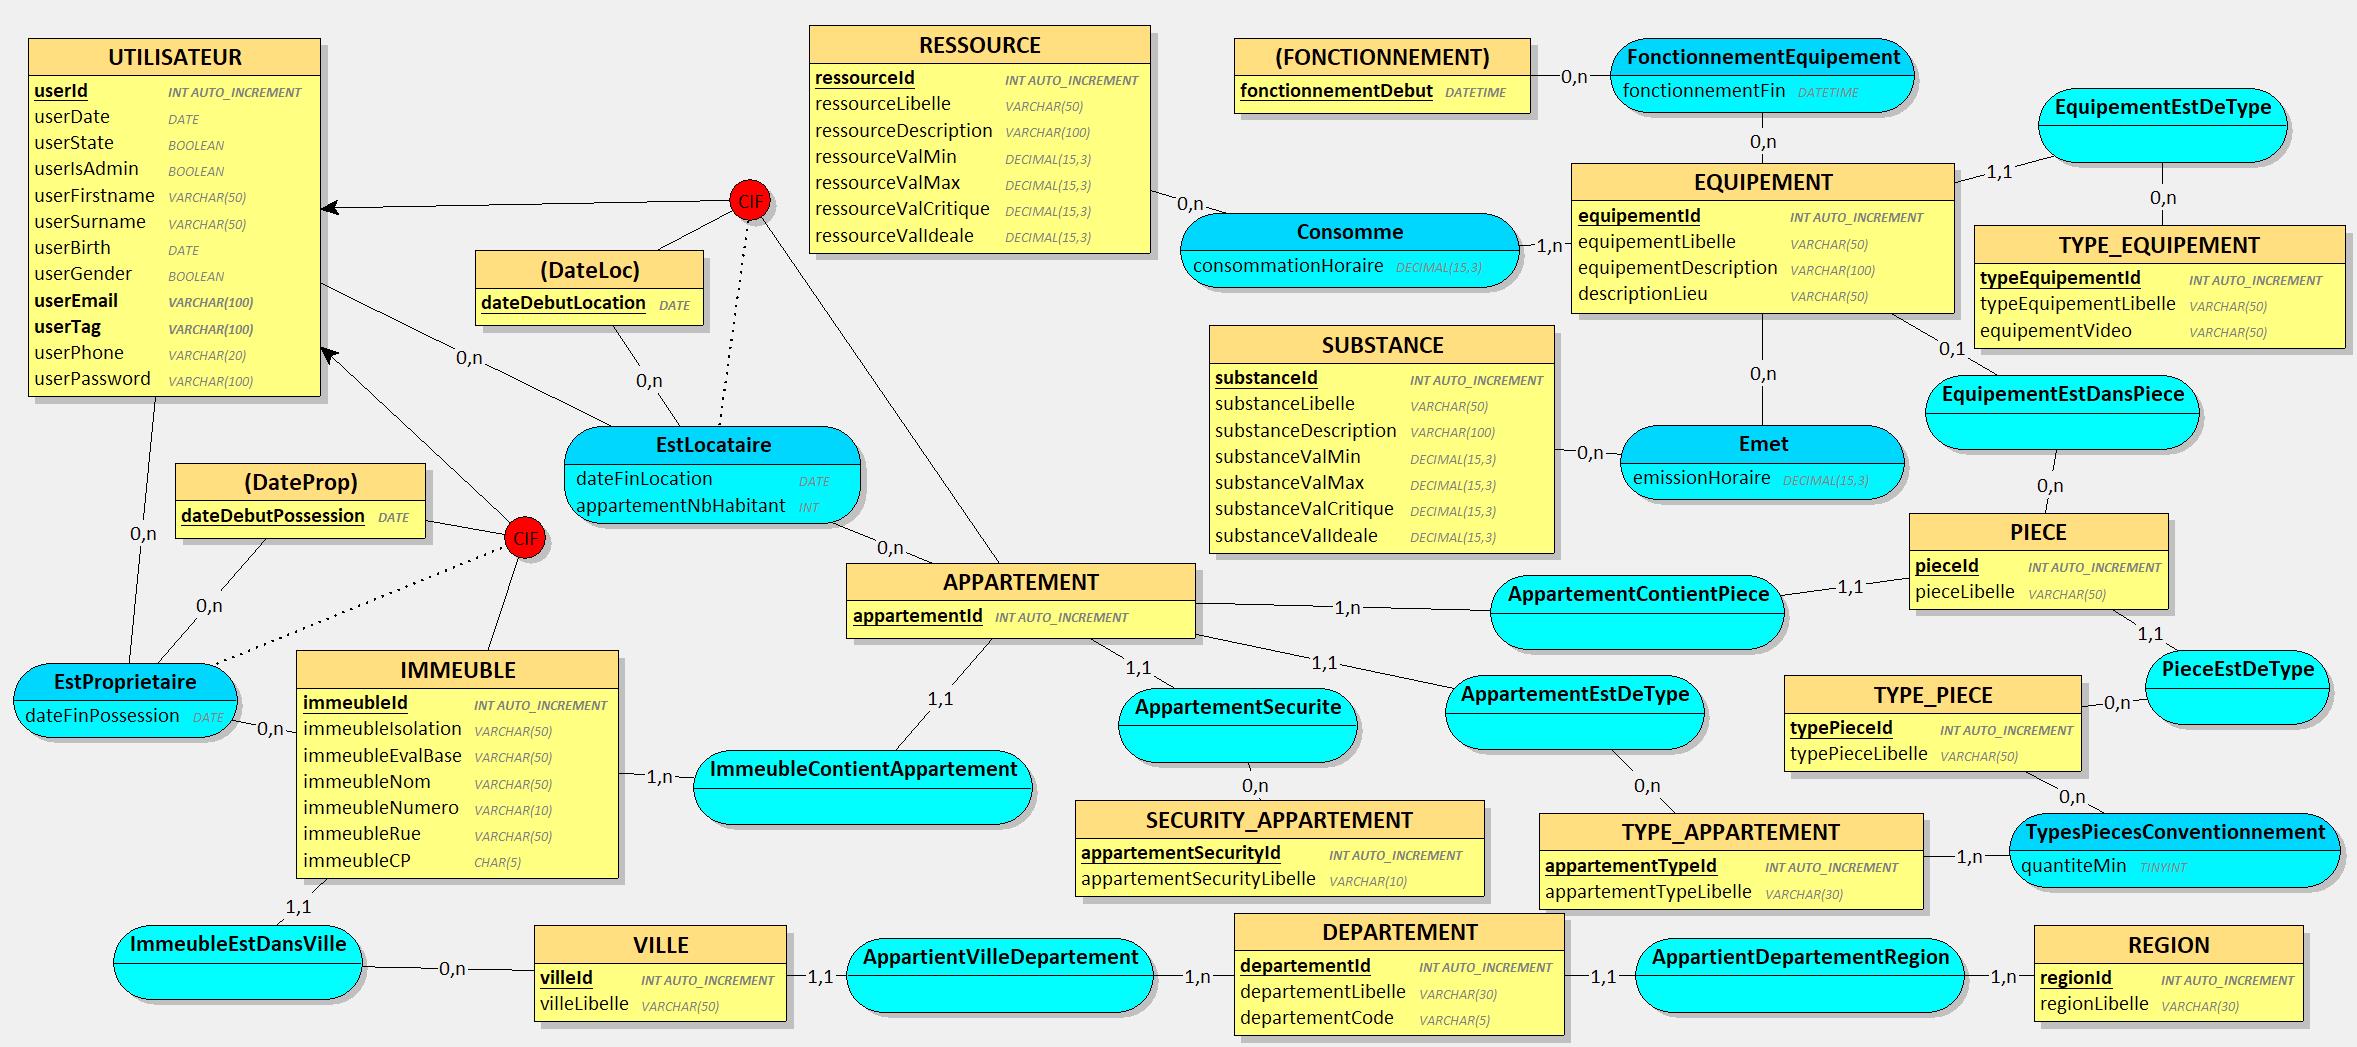 UTILISATEUR
userId INT AUTO_INCREMENT
userDate DATE
userState BOOLEAN
userIsAdmin BOOLEAN
userFirstname VARCHAR(50)
userSurname VARCHAR(50)
userBirth DATE
userGender BOOLEAN
userEmail VARCHAR(100)
userTag VARCHAR(100)
userPhone VARCHAR(20)
userPassword VARCHAR(100)
CIF
(DateLoc)
dateDebutLocation DATE
0,n
0,n
RESSOURCE
ressourceId INT AUTO_INCREMENT
ressourceLibelle VARCHAR(50)
ressourceDescription VARCHAR(100)
ressourceValMin DECIMAL(15,3)
ressourceValMax DECIMAL(15,3)
ressourceValCritique DECIMAL(15,3)
ressourceValIdeale DECIMAL(15,3)
0,n
Consomme
consommationHoraire DECIMAL(15,3)
1,n
(FONCTIONNEMENT)
fonctionnementDebut DATETIME
0,n
FonctionnementEquipement
fonctionnementFin DATETIME
0,n
EquipementEstDeType
1,1
0,n
EQUIPEMENT
equipementId INT AUTO_INCREMENT
equipementLibelle VARCHAR(50)
equipementDescription VARCHAR(100)
descriptionLieu VARCHAR(50)
TYPE_EQUIPEMENT
typeEquipementId INT AUTO_INCREMENT
typeEquipementLibelle VARCHAR(50)
equipementVideo VARCHAR(50)
0,1
0,n
SUBSTANCE
substanceId INT AUTO_INCREMENT
substanceLibelle VARCHAR(50)
substanceDescription VARCHAR(100)
substanceValMin DECIMAL(15,3)
substanceValMax DECIMAL(15,3)
substanceValCritique DECIMAL(15,3)
substanceValIdeale DECIMAL(15,3)
0,n
Emet
emissionHoraire DECIMAL(15,3)
EquipementEstDansPiece
0,n
EstLocataire
dateFinLocation DATE
appartementNbHabitant INT
0,n
(DateProp)
dateDebutPossession DATE
CIF
0,n
0,n
EstProprietaire
dateFinPossession DATE
0,n
PIECE
pieceId INT AUTO_INCREMENT
pieceLibelle VARCHAR(50)
1,1
AppartementContientPiece
1,n
1,1
APPARTEMENT
appartementId INT AUTO_INCREMENT
PieceEstDeType
0,n
IMMEUBLE
immeubleId INT AUTO_INCREMENT
immeubleIsolation VARCHAR(50)
immeubleEvalBase VARCHAR(50)
immeubleNom VARCHAR(50)
immeubleNumero VARCHAR(10)
immeubleRue VARCHAR(50)
immeubleCP CHAR(5)
1,1
1,1
1,1
AppartementSecurite
AppartementEstDeType
TYPE_PIECE
typePieceId INT AUTO_INCREMENT
typePieceLibelle VARCHAR(50)
1,n
ImmeubleContientAppartement
0,n
0,n
0,n
SECURITY_APPARTEMENT
appartementSecurityId INT AUTO_INCREMENT
appartementSecurityLibelle VARCHAR(10)
TYPE_APPARTEMENT
appartementTypeId INT AUTO_INCREMENT
appartementTypeLibelle VARCHAR(30)
1,n
TypesPiecesConventionnement
quantiteMin TINYINT
1,1
ImmeubleEstDansVille
0,n
VILLE
villeId INT AUTO_INCREMENT
villeLibelle VARCHAR(50)
1,1
AppartientVilleDepartement
1,n
DEPARTEMENT
departementId INT AUTO_INCREMENT
departementLibelle VARCHAR(30)
departementCode VARCHAR(5)
1,1
AppartientDepartementRegion
1,n
REGION
regionId INT AUTO_INCREMENT
regionLibelle VARCHAR(30)